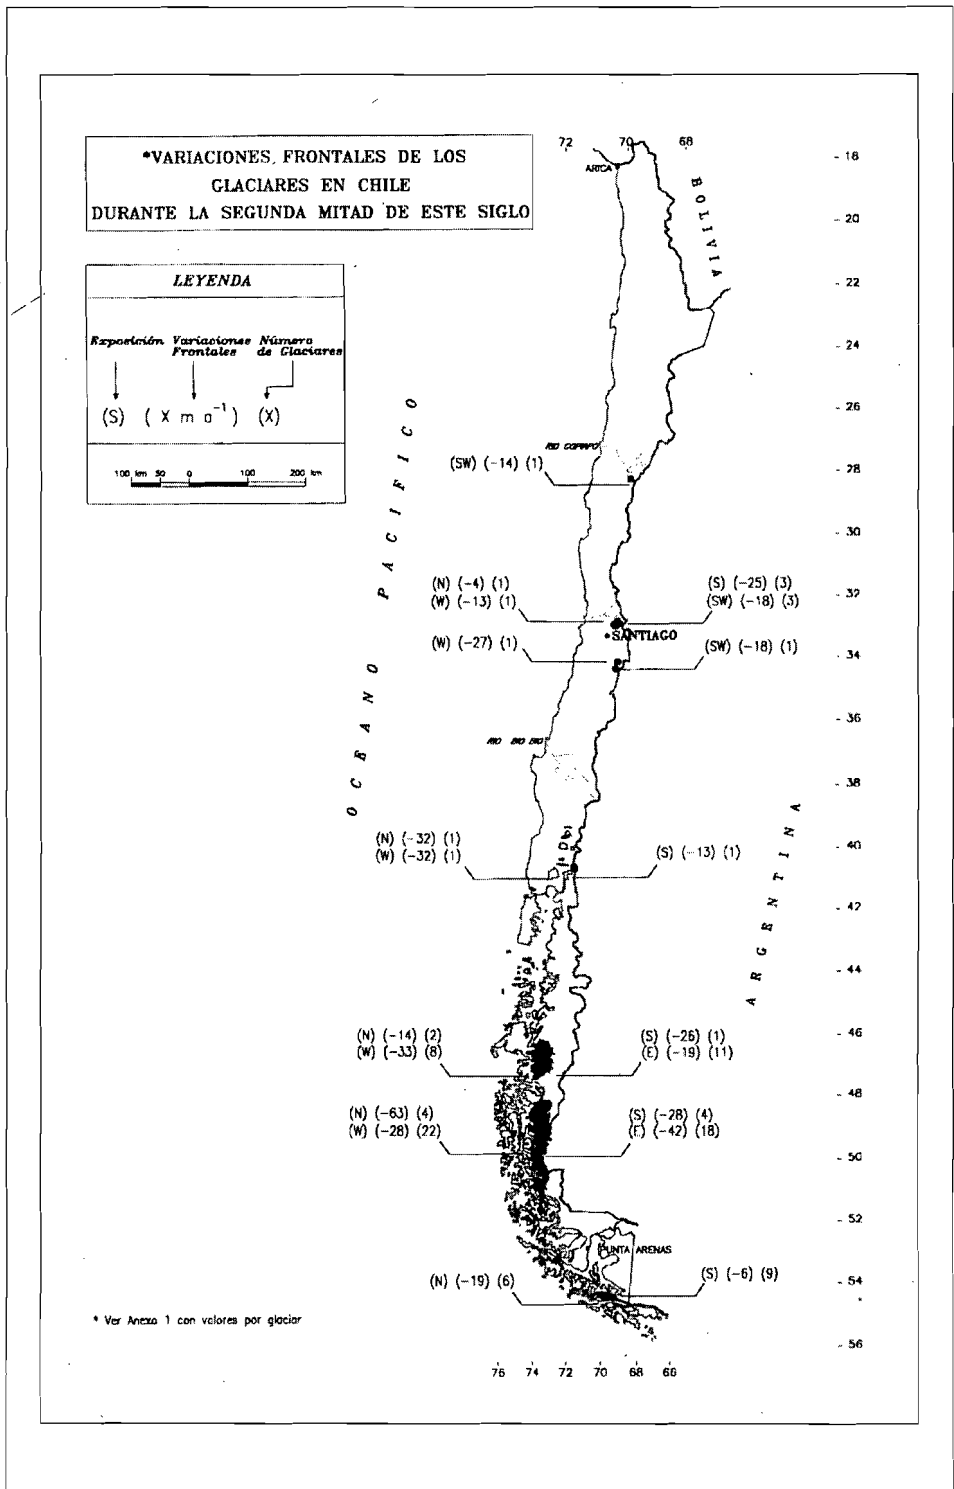 *VARIACIONES, FRONTALES DE LOS
GLACIARES EN CHILE
DURANTE LA SEGUNDA MITAD DE ESTE SIGLO
LEYENDA
Exposición Variaciones Frontales Número de Glaciares
(S) ( X m a⁻¹) (X)
100 km 50 0 100 200 km
72 70 68
ARICA
BOLIVIA
- 18
- 20
- 22
- 24
- 26
- 28
- 30
- 32
- 34
- 36
- 38
- 40
- 42
- 44
- 46
- 48
- 50
- 52
- 54
- 56
OCEANO PACIFICO
RIO COPIAPO
(SW) (-14) (1)
(N) (-4) (1)
(W) (-13) (1)
(S) (-25) (3)
(SW) (-18) (3)
SANTIAGO
(W) (-27) (1)
(SW) (-18) (1)
RIO BIO BIO
ARGENTINA
(N) (-32) (1)
(W) (-32) (1)
(S) (-13) (1)
(N) (-14) (2)
(W) (-33) (8)
(S) (-26) (1)
(E) (-19) (11)
(N) (-63) (4)
(W) (-28) (22)
(S) (-28) (4)
(E) (-42) (18)
PUNTA ARENAS
(N) (-19) (6)
(S) (-6) (9)
* Ver Anexo 1 con valores por glaciar
76 74 72 70 68 66